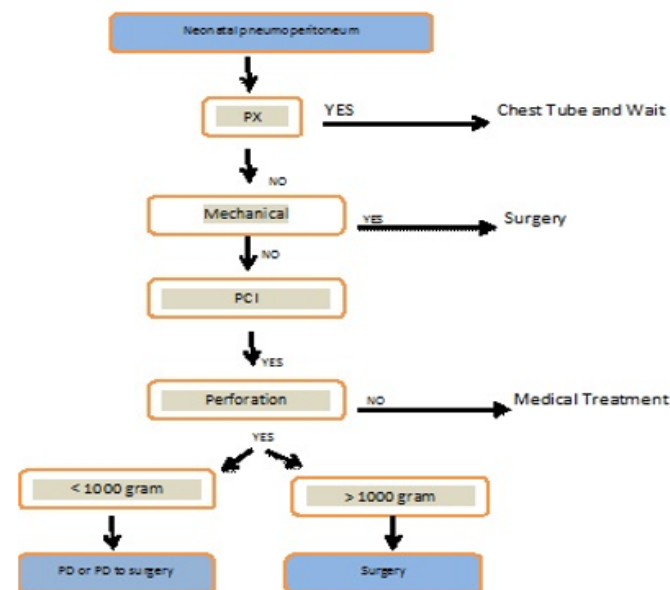 Neonatal pneumoperitoneum
PX
YES
Chest Tube and Wait
NO
Mechanical
YES
Surgery
NO
PCI
YES
Perforation
NO
Medical Treatment
YES
< 1000 gram
> 1000 gram
PD or PD to surgery
Surgery